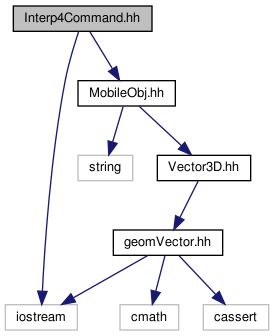 Interp4Command.hh
MobileObj.hh
string
Vector3D.hh
geomVector.hh
iostream
cmath
cassert